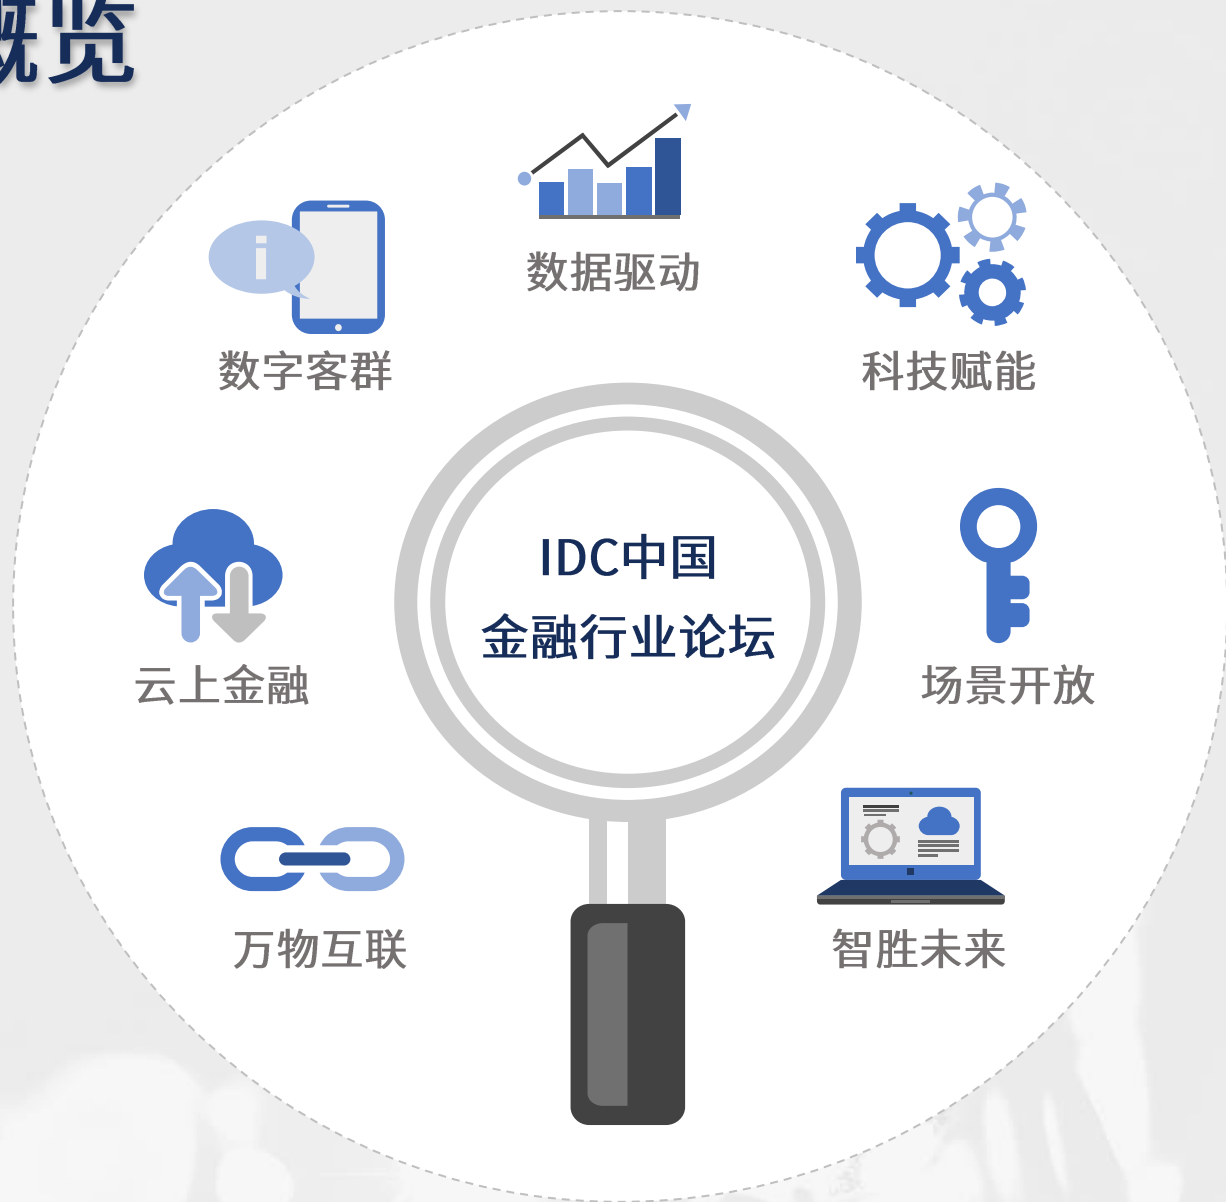 概览
数据驱动
数字客群
科技赋能
IDC中国
金融行业论坛
云上金融
场景开放
万物互联
智胜未来